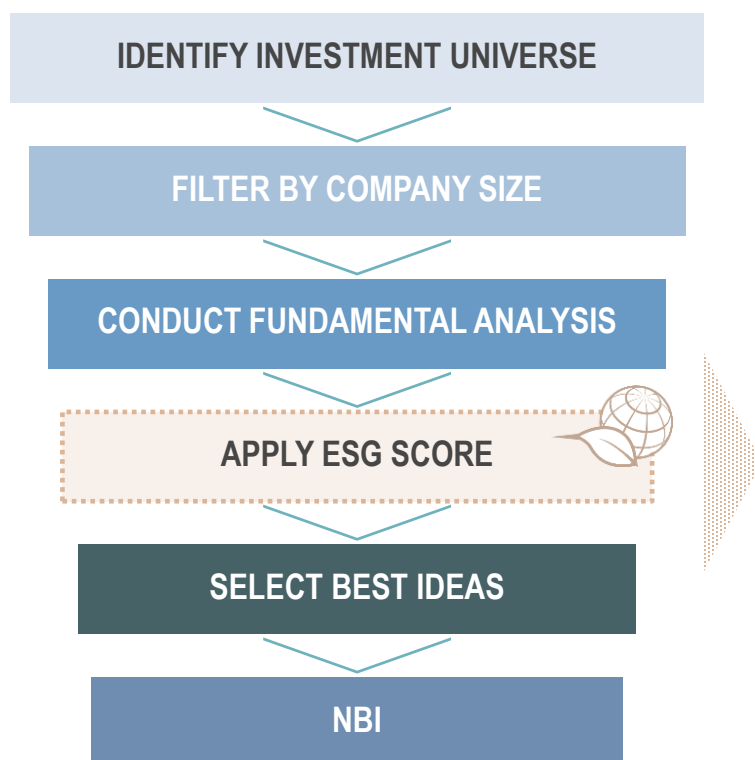 IDENTIFY INVESTMENT UNIVERSE
FILTER BY COMPANY SIZE
CONDUCT FUNDAMENTAL ANALYSIS
APPLY ESG SCORE
SELECT BEST IDEAS
NBI